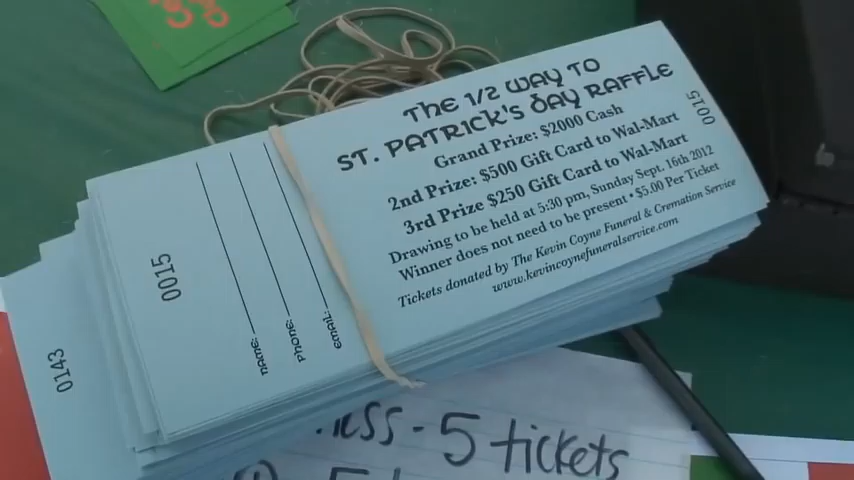 THE 1/2 WAY TO
ST. PATRICK'S DAY RAFFLE
Grand Prize: $2000 Cash
2nd Prize: $500 Gift Card to Wal-Mart
3rd Prize $250 Gift Card to Wal-Mart
Drawing to be held at 5:30 pm, Sunday Sept. 16th 2012
Winner does not need to be present • $5.00 Per Ticket
Tickets donated by The Kevin Coyne Funeral & Cremation Service
www.kevincoynefuneralservice.com
0015
0015
name:
Phone:
email:
0143
- 5 tickets